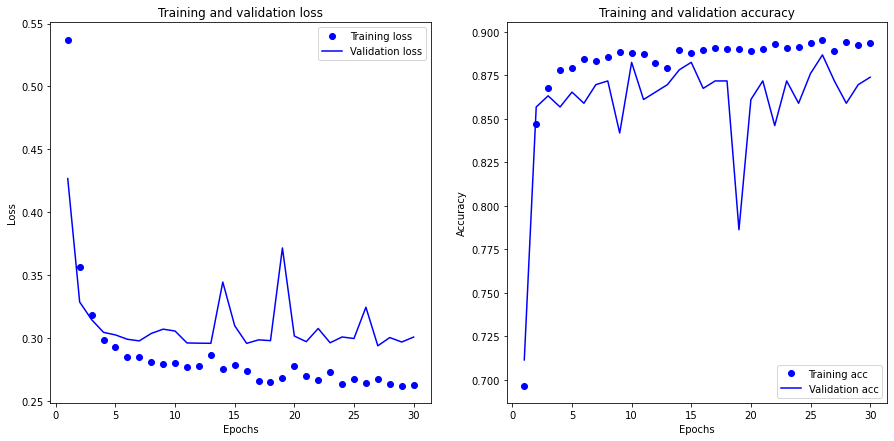 Training and validation loss
Training loss
Validation loss
0.55
0.50
0.45
0.40
0.35
0.30
0.25
Loss
0 5 10 15 20 25 30
Epochs
Training and validation accuracy
0.900
0.875
0.850
0.825
0.800
0.775
0.750
0.725
0.700
Accuracy
Training acc
Validation acc
0 5 10 15 20 25 30
Epochs